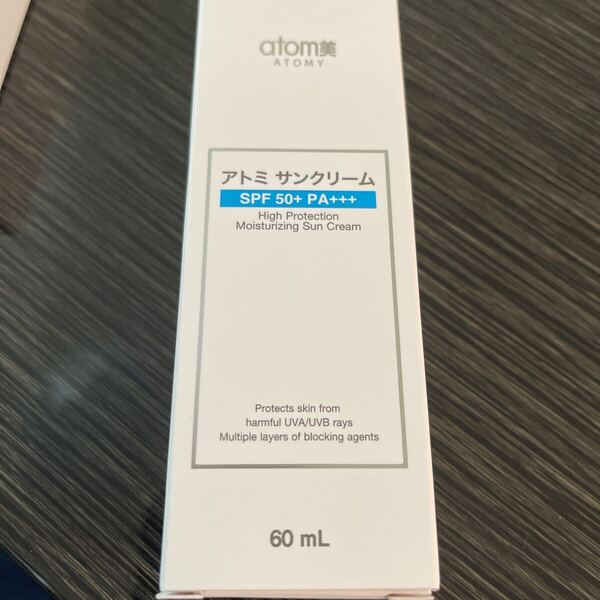 atom美
ATOMY
アトミ サンクリーム
SPF 50+ PA+++
High Protection
Moisturizing Sun Cream
Protects skin from
harmful UVA/UVB rays
Multiple layers of blocking agents
60 mL